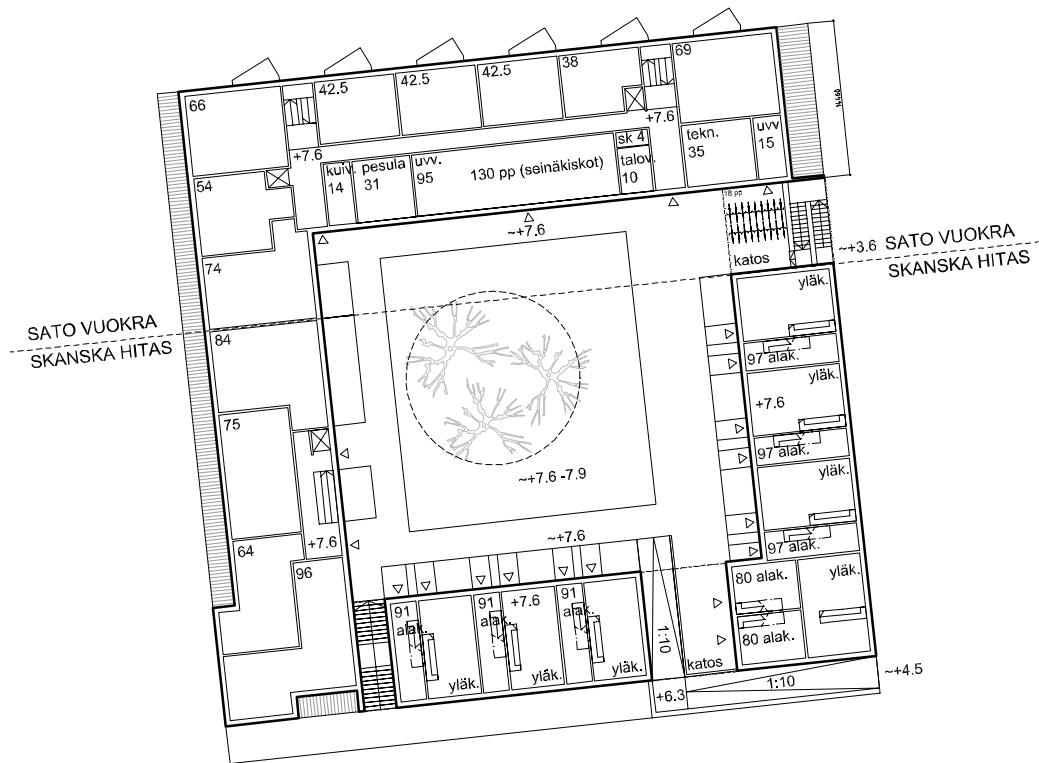 66
42.5
42.5
42.5
38
69
14460
+7.6
+7.6
kuiv.
14
pesula
31
uvv.
95
130 pp (seinäkiskot)
sk 4
talov.
10
tekn.
35
uvv
15
54
74
18 pp
katos
~+7.6
~+3.6
SATO VUOKRA
SKANSKA HITAS
SATO VUOKRA
SKANSKA HITAS
84
75
64
+7.6
96
~+7.6 -7.9
~+7.6
yläk.
97 alak.
yläk.
+7.6
97 alak.
yläk.
97 alak.
80 alak.
yläk.
80 alak.
91
alak.
yläk.
91
alak.
+7.6
yläk.
91
alak.
yläk.
1:10
katos
+6.3
1:10
~+4.5